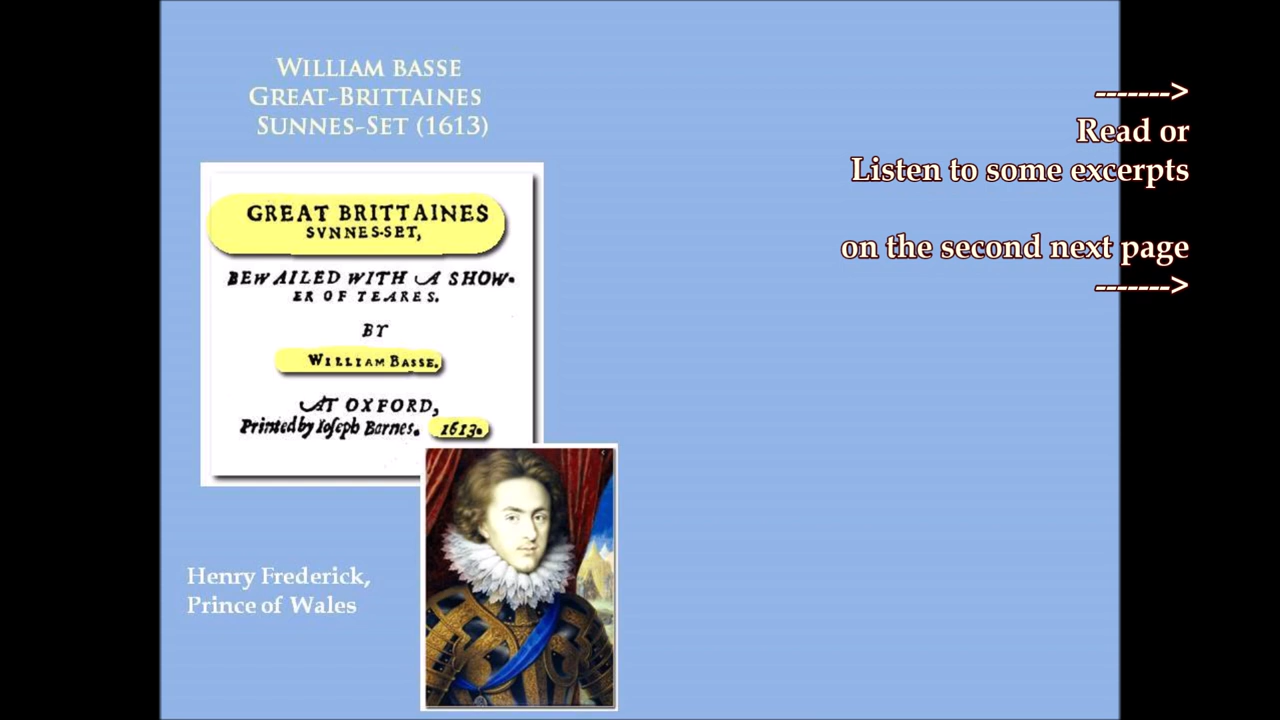 WILLIAM BASSE
GREAT-BRITTAINES
SUNNES-SET (1613)
GREAT BRITTAINES
SVNNES-SET,
BEWAILED WITH A SHOW-
ER OF TEARES.
BY
WILLIAM BASSE.
AT OXFORD,
Printed by Ioſeph Barnes. 1613.
Henry Frederick,
Prince of Wales
------->
Read or
Listen to some excerpts
on the second next page
------->